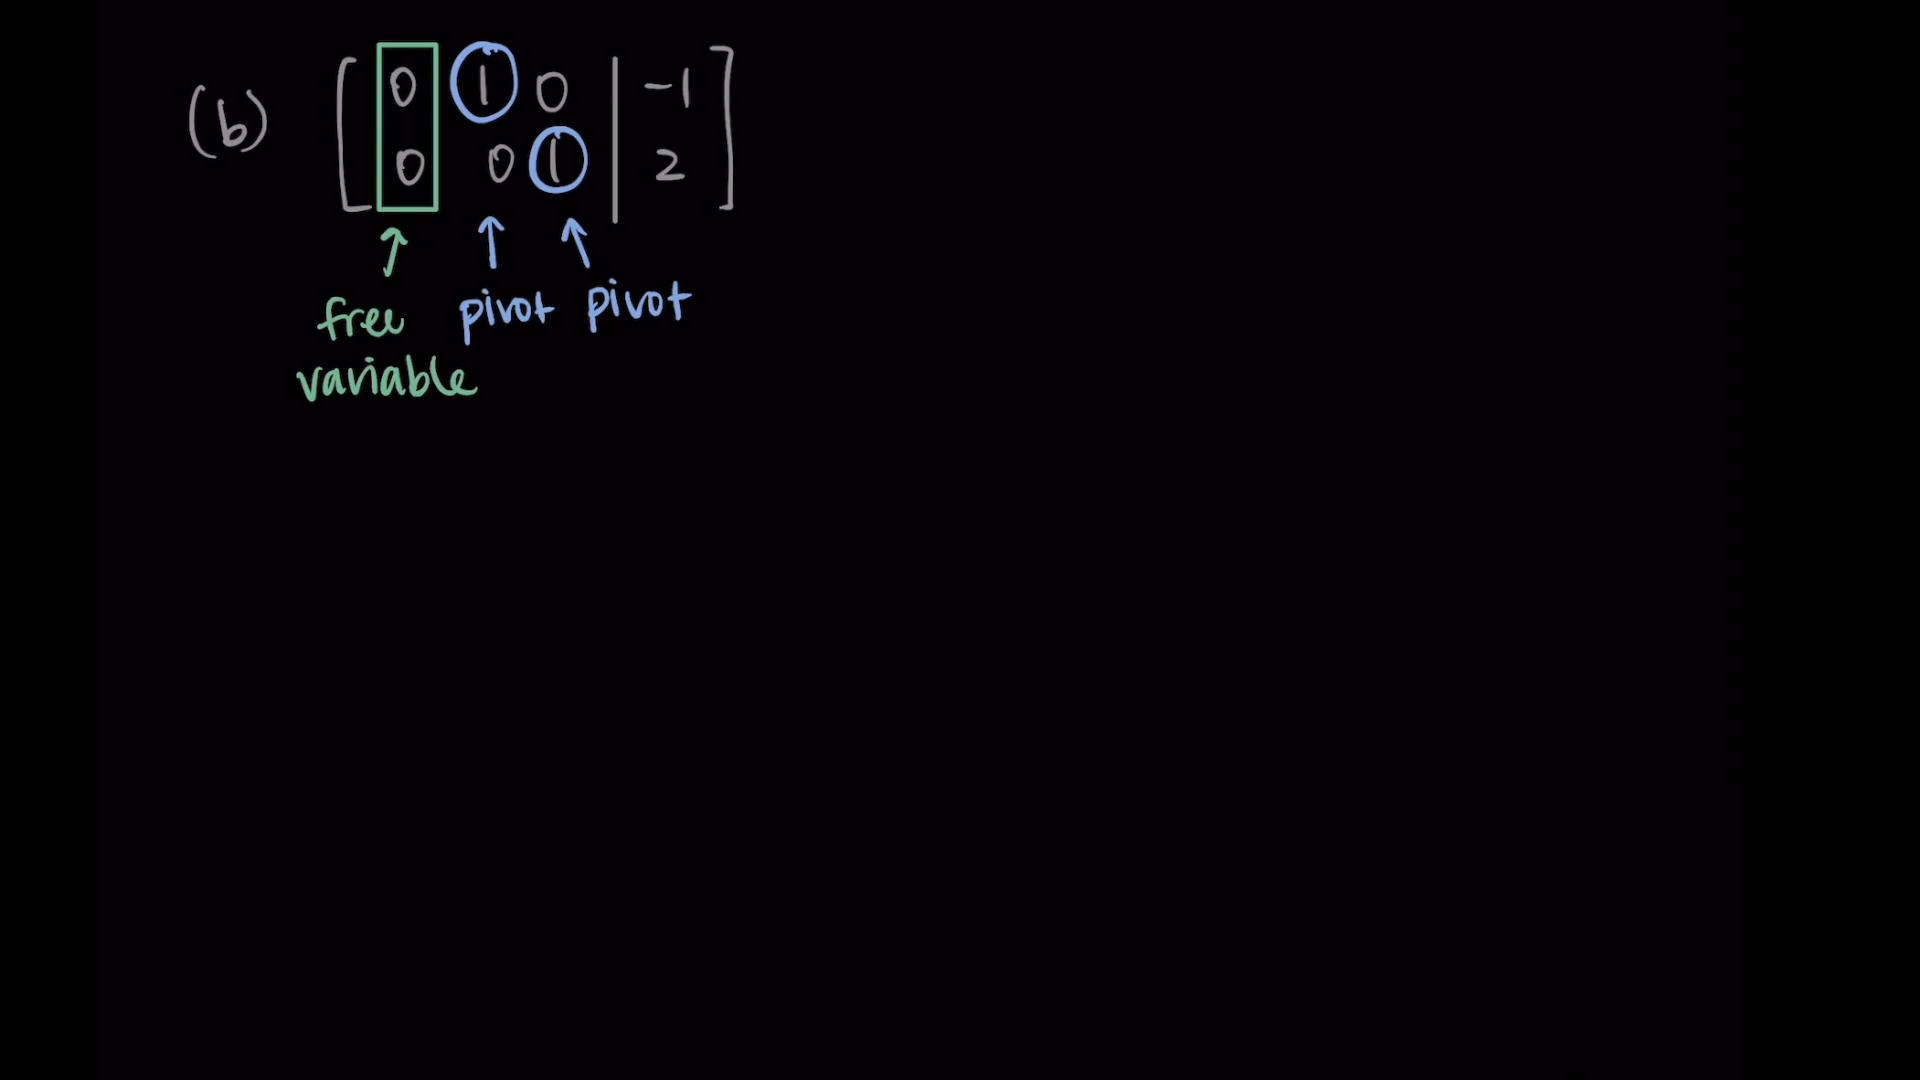 (b) [ 0 1 0 | -1 ]
0 0 1 | 2
free pivot pivot
variable